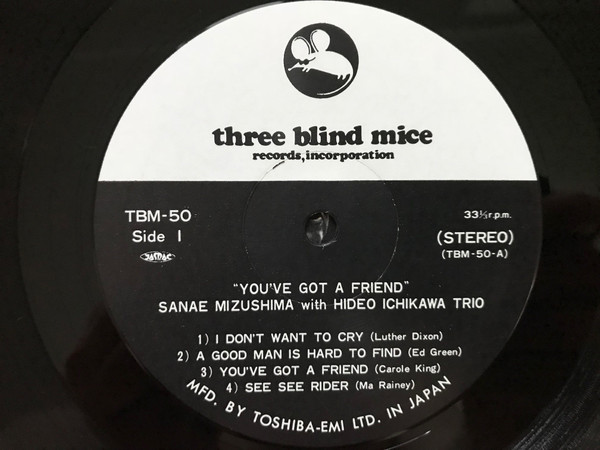 three blind mice
records, incorporation
TBM-50
Side 1
33⅓ r.p.m.
(STEREO)
(TBM-50-A)
"YOU'VE GOT A FRIEND"
SANAE MIZUSHIMA with HIDEO ICHIKAWA TRIO
1) I DON'T WANT TO CRY (Luther Dixon)
2) A GOOD MAN IS HARD TO FIND (Ed Green)
3) YOU'VE GOT A FRIEND (Carole King)
4) SEE SEE RIDER (Ma Rainey)
MFD. BY TOSHIBA-EMI LTD. IN JAPAN